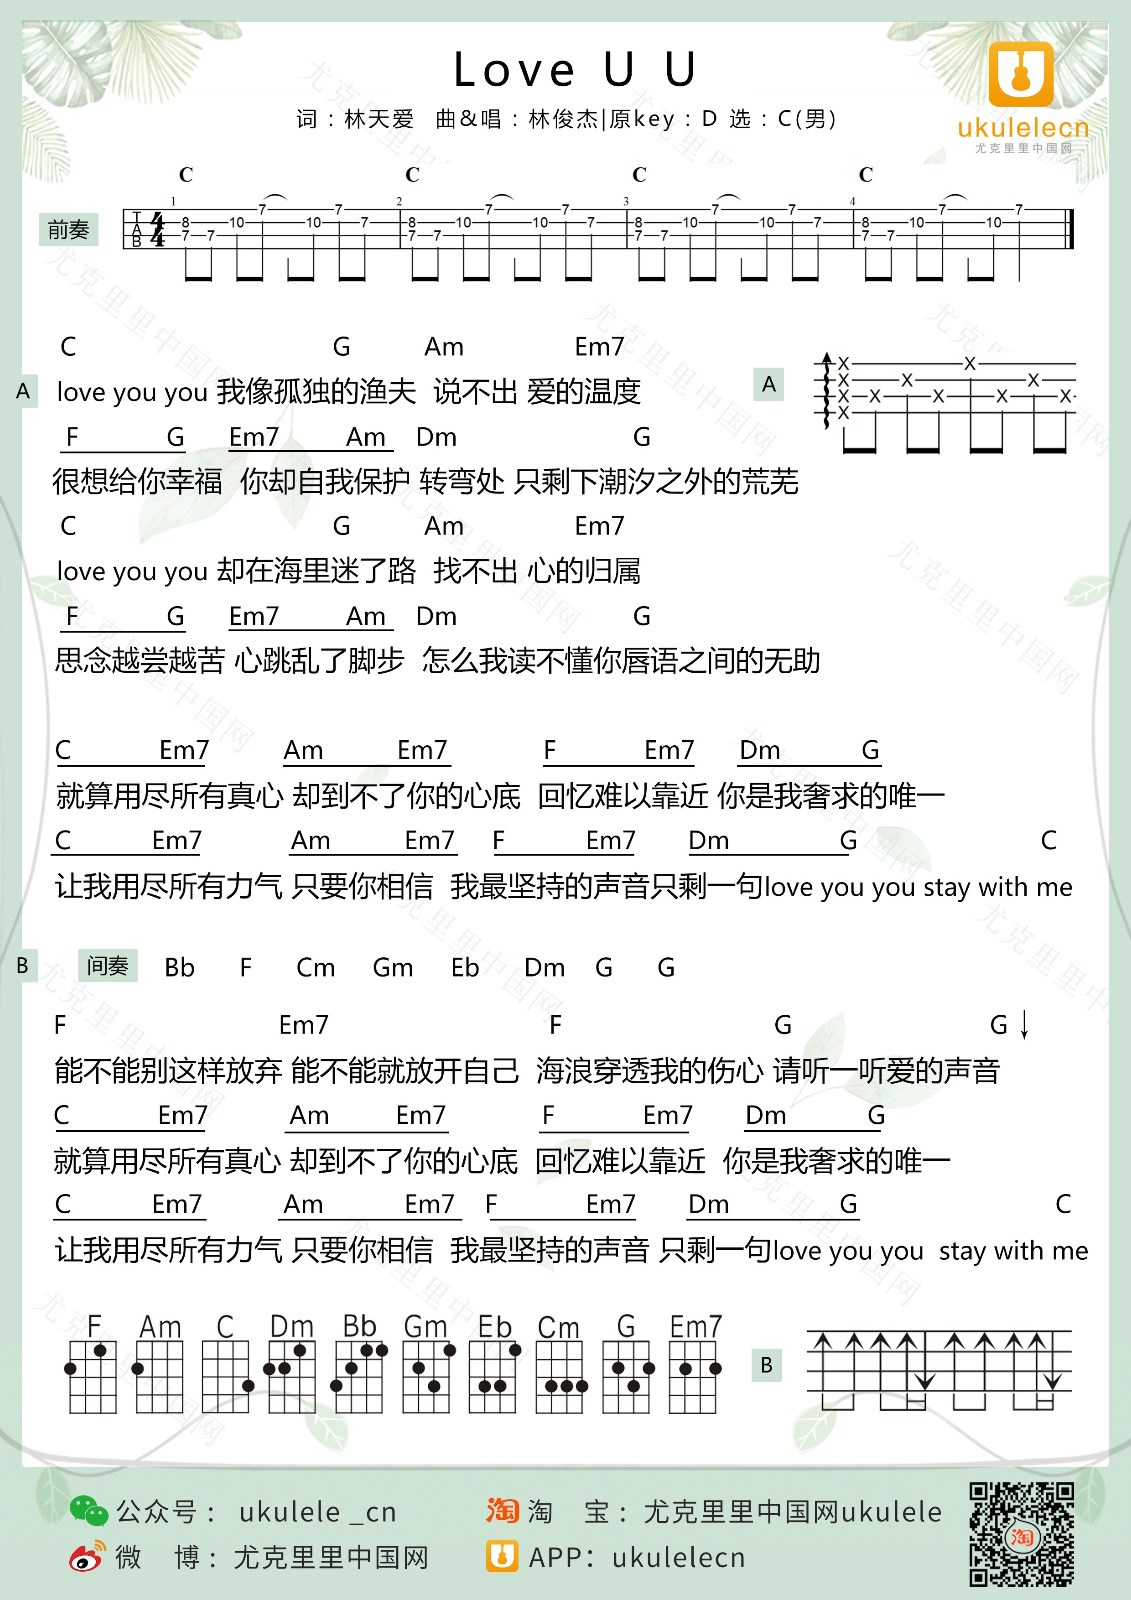 Love U U
词：林天爱 曲&唱：林俊杰|原key：D 选：C(男)
ukulelecn
尤克里里中国网
C C C C
前奏
1 2 3 4
T A B 4/4
8 7 7 10 7 10 7 7 8 7 7 10 7 10 7 7 8 7 7 10 7 10 7 7 8 7 7 10 7 10 7
C G Am Em7
A love you you 我像孤独的渔夫 说不出 爱的温度
A
F G Em7 Am Dm G
很想给你幸福 你却自我保护 转弯处 只剩下潮汐之外的荒芜
C G Am Em7
love you you 却在海里迷了路 找不出 心的归属
F G Em7 Am Dm G
思念越尝越苦 心跳乱了脚步 怎么我读不懂你唇语之间的无助
C Em7 Am Em7 F Em7 Dm G
就算用尽所有真心 却到不了你的心底 回忆难以靠近 你是我奢求的唯一
C Em7 Am Em7 F Em7 Dm G C
让我用尽所有力气 只要你相信 我最坚持的声音只剩一句love you you stay with me
B 间奏 Bb F Cm Gm Eb Dm G G
F Em7 F G G↓
能不能别这样放弃 能不能就放开自己 海浪穿透我的伤心 请听一听爱的声音
C Em7 Am Em7 F Em7 Dm G
就算用尽所有真心 却到不了你的心底 回忆难以靠近 你是我奢求的唯一
C Em7 Am Em7 F Em7 Dm G C
让我用尽所有力气 只要你相信 我最坚持的声音 只剩一句love you you stay with me
F Am C Dm Bb Gm Eb Cm G Em7
B
公众号： ukulele _cn
淘 淘 宝：尤克里里中国网ukulele
微 博：尤克里里中国网
APP：ukulelecn
淘